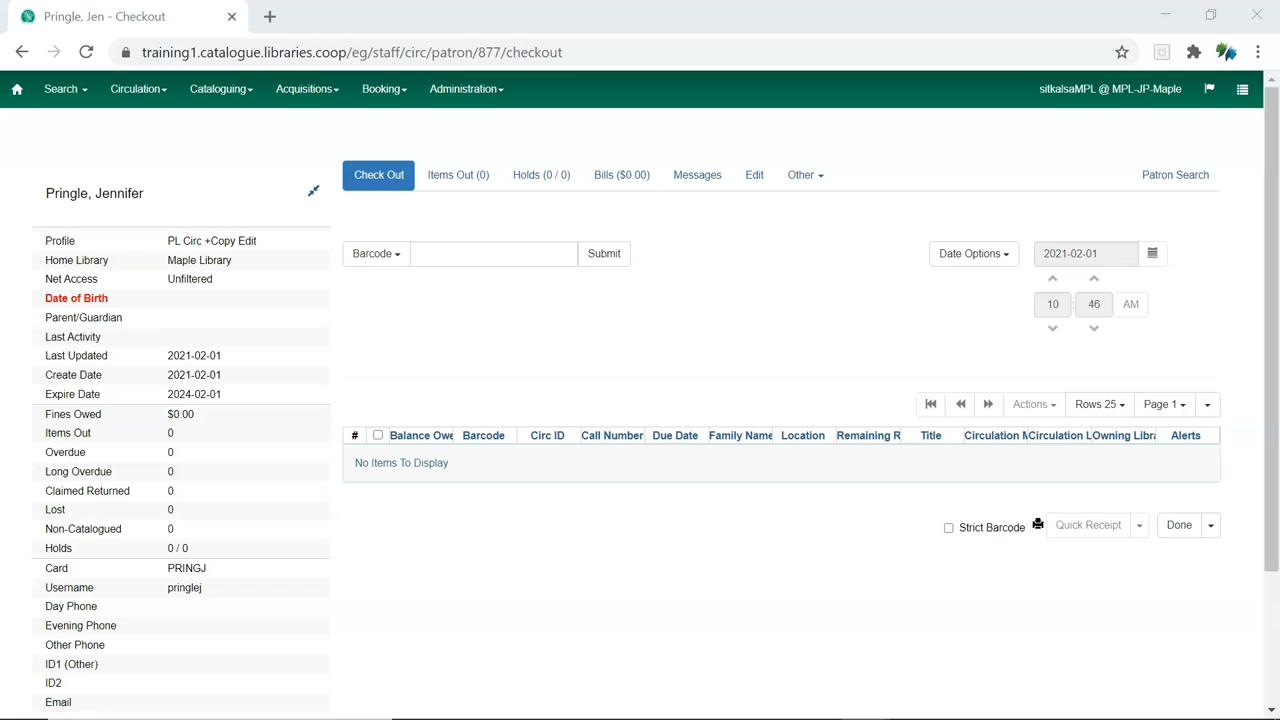 Pringle, Jen - Checkout
training1.catalogue.libraries.coop/eg/staff/circ/patron/877/checkout
Search Circulation Cataloguing Acquisitions Booking Administration sitkalsaMPL @ MPL-JP-Maple
Pringle, Jennifer
Check Out Items Out (0) Holds (0 / 0) Bills ($0.00) Messages Edit Other Patron Search
Profile PL Circ +Copy Edit
Home Library Maple Library
Net Access Unfiltered
Date of Birth
Parent/Guardian
Last Activity
Last Updated 2021-02-01
Create Date 2021-02-01
Expire Date 2024-02-01
Fines Owed $0.00
Items Out 0
Overdue 0
Long Overdue 0
Claimed Returned 0
Lost 0
Non-Catalogued 0
Holds 0 / 0
Card PRINGJ
Username pringlej
Day Phone
Evening Phone
Other Phone
ID1 (Other)
ID2
Email
Barcode Submit Date Options 2021-02-01
10 : 46 AM
Actions Rows 25 Page 1
# Balance Owe Barcode Circ ID Call Number Due Date Family Name Location Remaining R Title Circulation M Circulation L Owning Libra Alerts
No Items To Display
Strict Barcode Quick Receipt Done